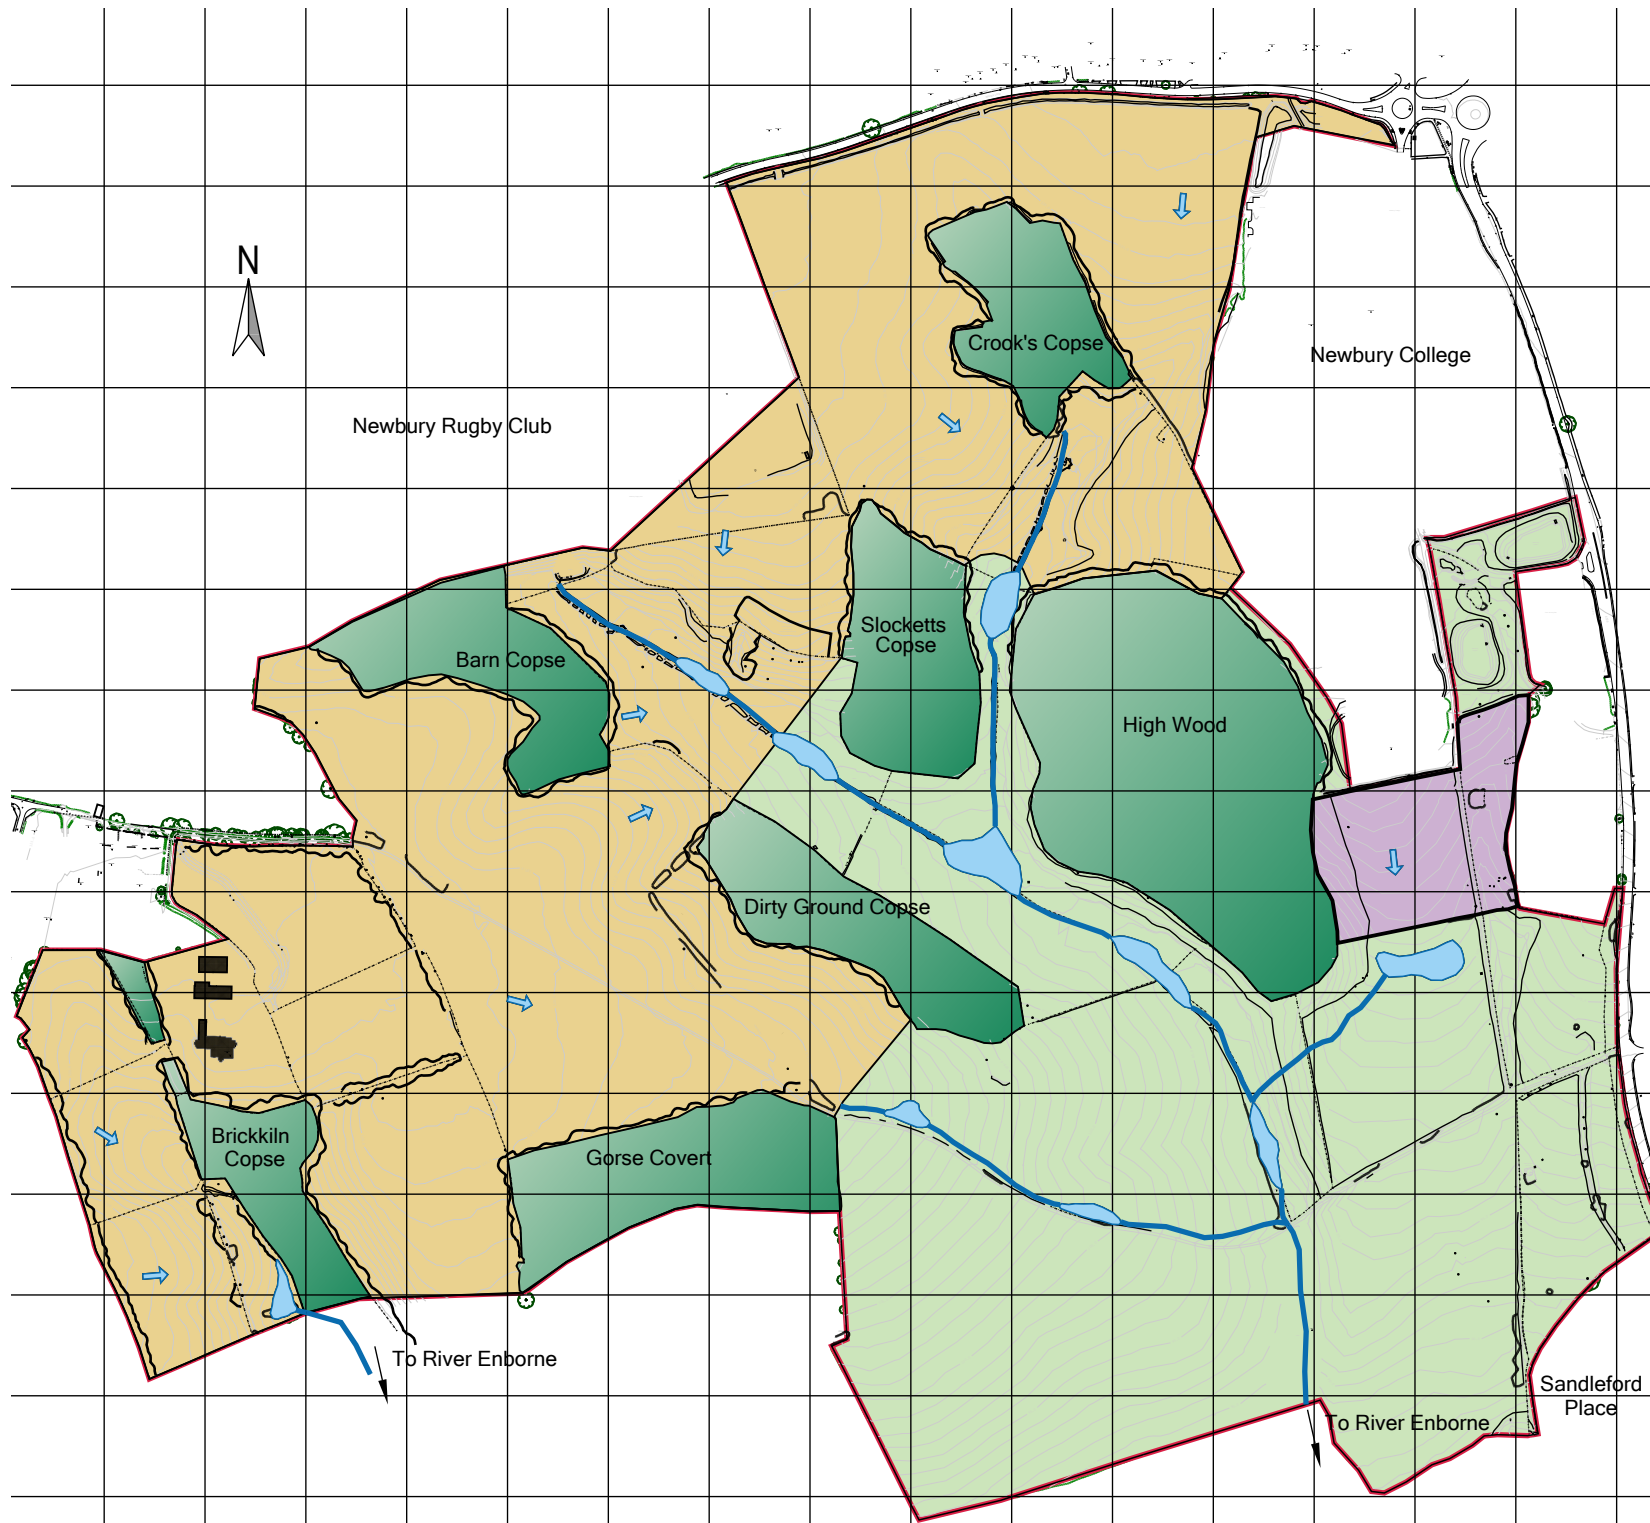 N
Crook's Copse
Newbury College
Newbury Rugby Club
Slocketts
Copse
Barn Copse
High Wood
Dirty Ground Copse
Brickkiln
Copse
Gorse Covert
To River Enborne
Sandleford
Place
To River Enborne